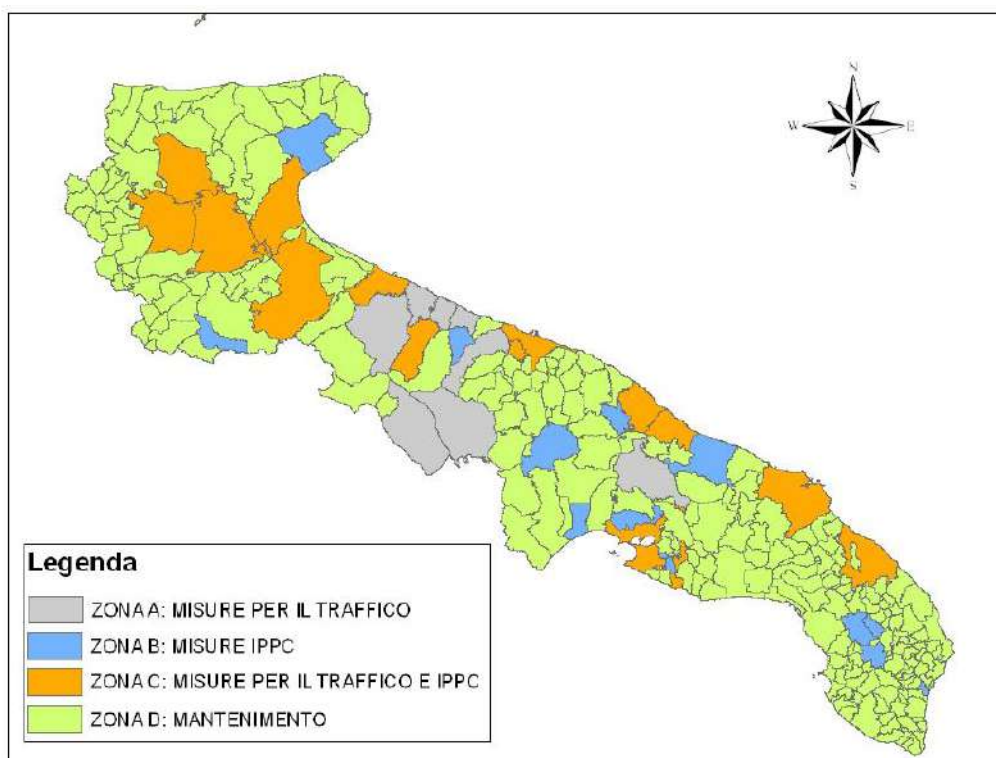 N
W E
S
Legenda
ZONA A: MISURE PER IL TRAFFICO
ZONA B: MISURE IPPC
ZONA C: MISURE PER IL TRAFFICO E IPPC
ZONA D: MANTENIMENTO